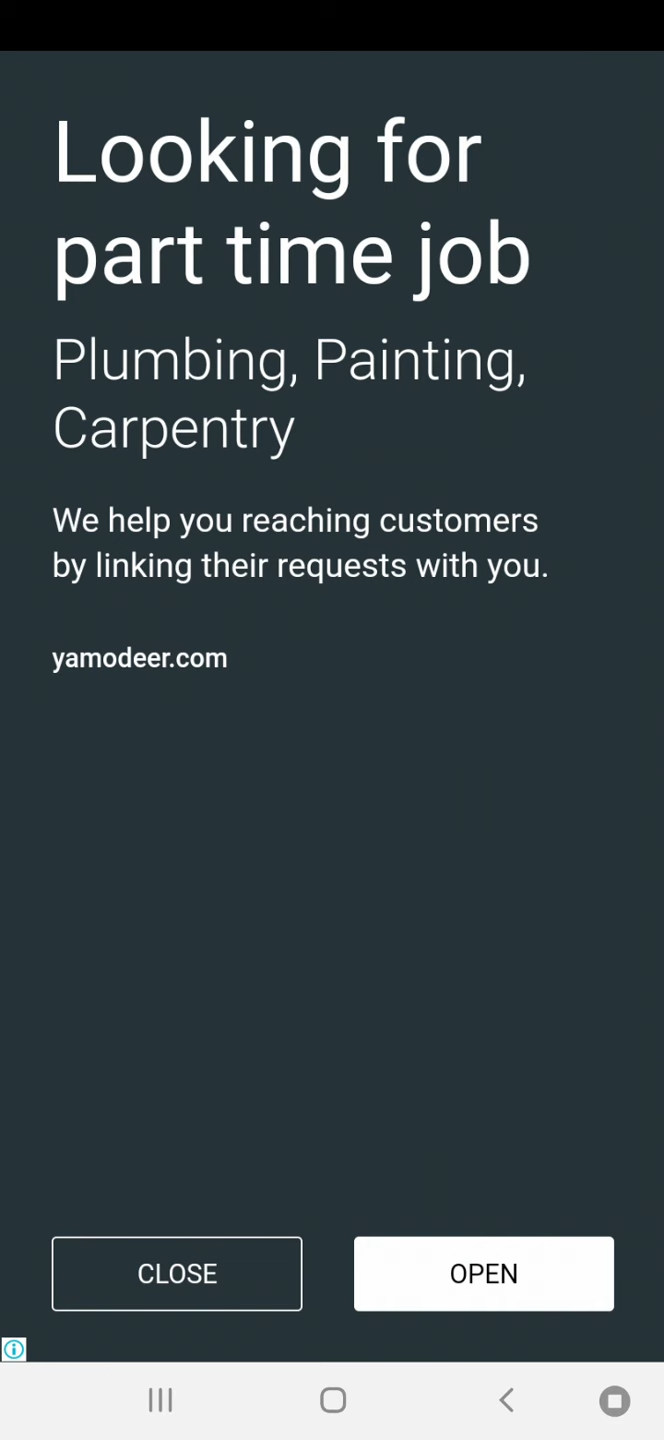 Looking for
part time job
Plumbing, Painting,
Carpentry
We help you reaching customers
by linking their requests with you.
yamodeer.com
CLOSE
OPEN